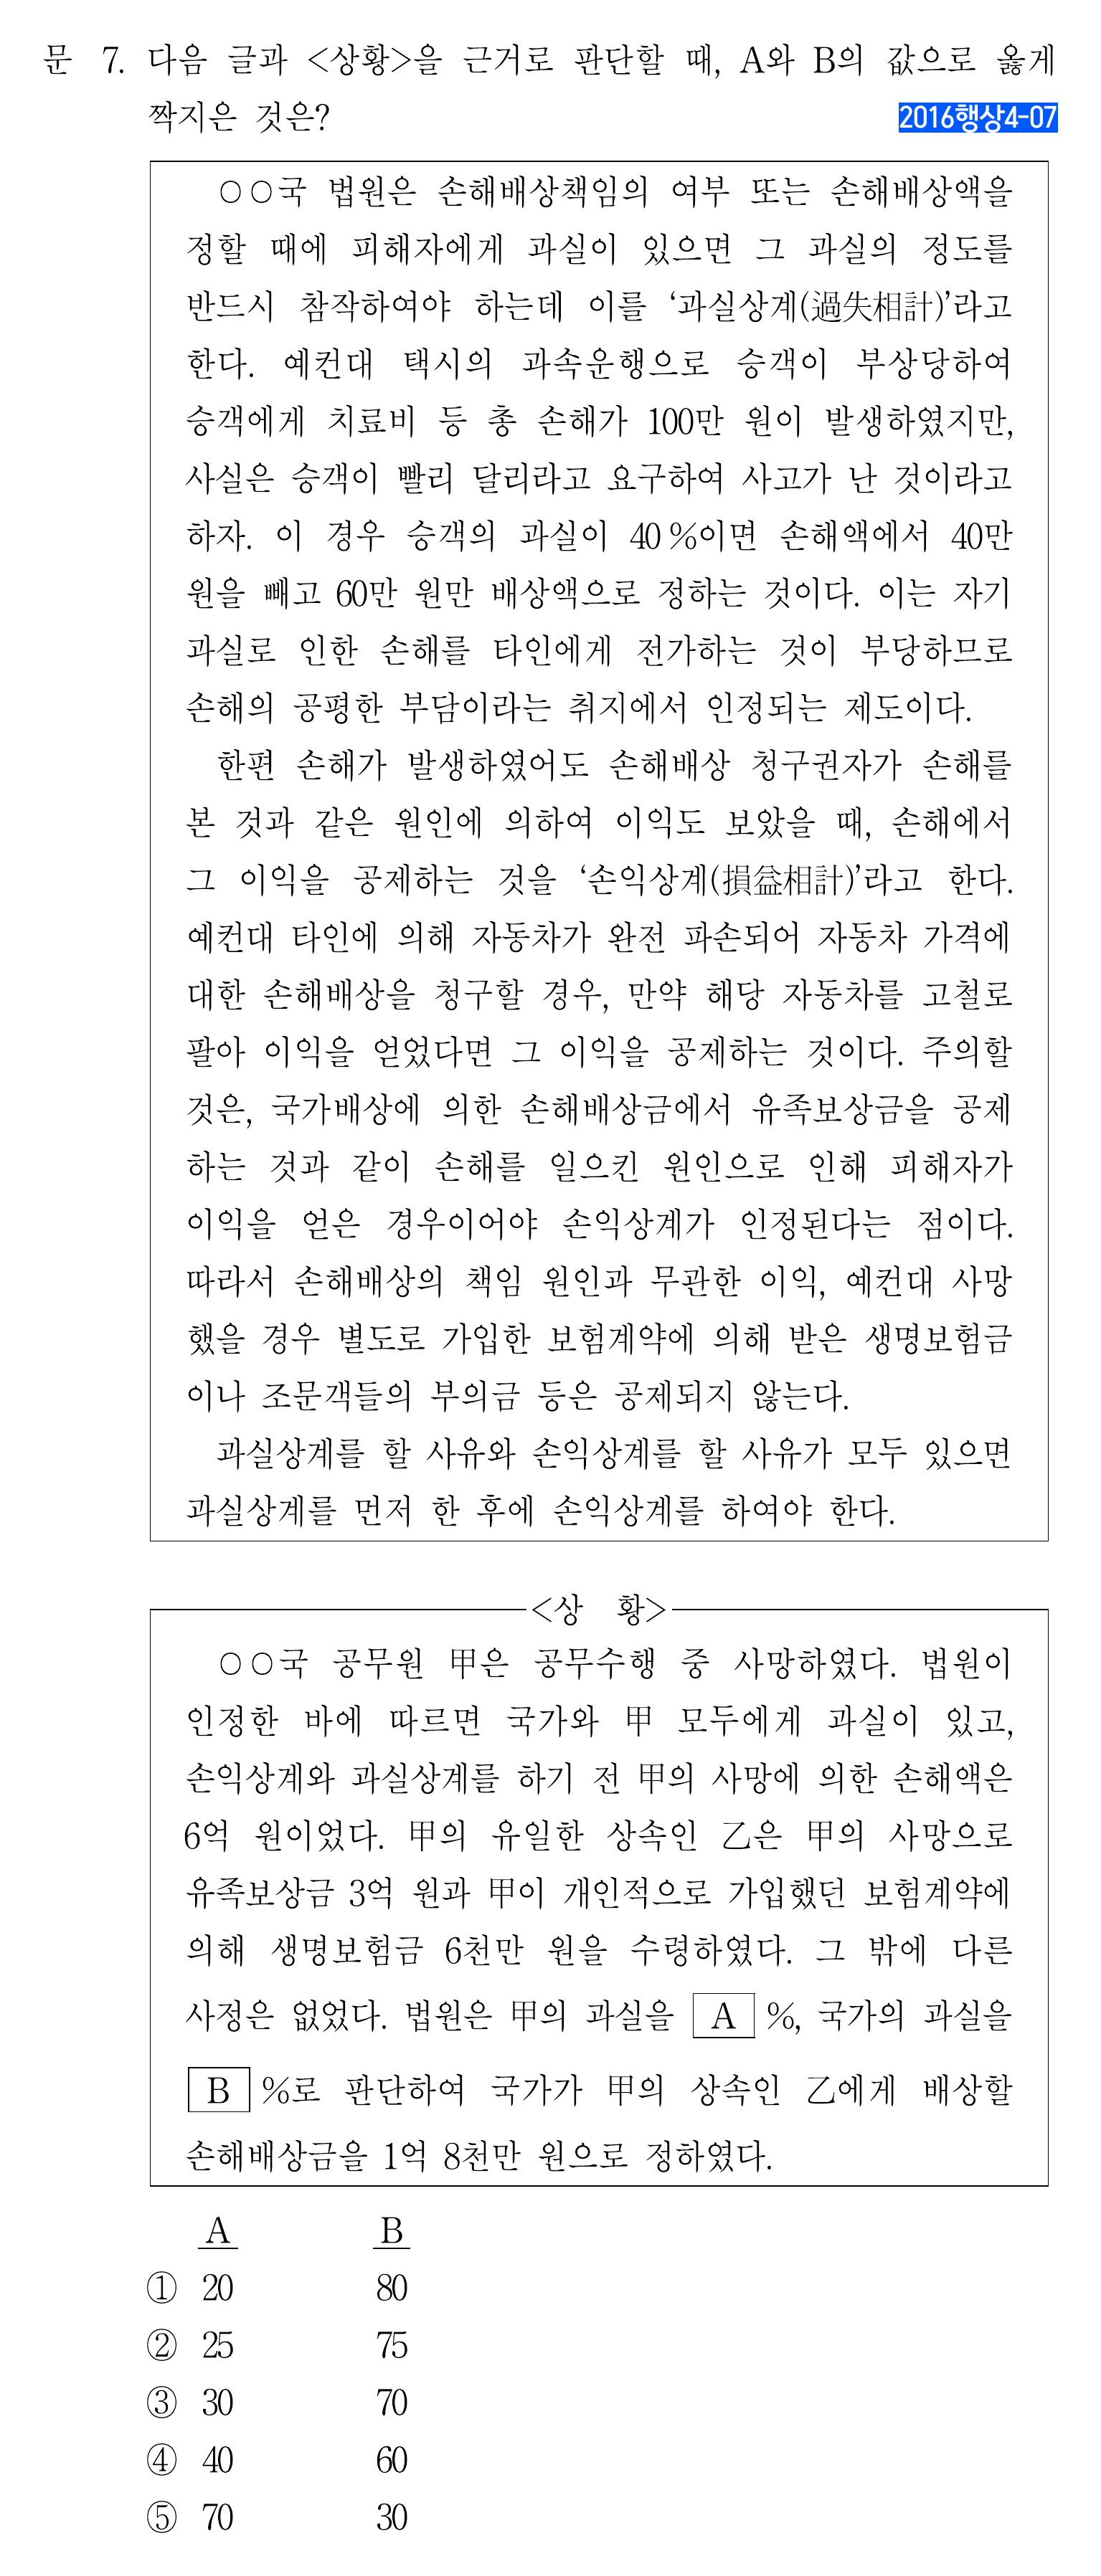 문 7. 다음 글과 <상황>을 근거로 판단할 때, A와 B의 값으로 옳게
짝지은 것은?
2016행상4-07
○○국 법원은 손해배상책임의 여부 또는 손해배상액을
정할 때에 피해자에게 과실이 있으면 그 과실의 정도를
반드시 참작하여야 하는데 이를 ‘과실상계(過失相計)’라고
한다. 예컨대 택시의 과속운행으로 승객이 부상당하여
승객에게 치료비 등 총 손해가 100만 원이 발생하였지만,
사실은 승객이 빨리 달리라고 요구하여 사고가 난 것이라고
하자. 이 경우 승객의 과실이 40%이면 손해액에서 40만
원을 빼고 60만 원만 배상액으로 정하는 것이다. 이는 자기
과실로 인한 손해를 타인에게 전가하는 것이 부당하므로
손해의 공평한 부담이라는 취지에서 인정되는 제도이다.
한편 손해가 발생하였어도 손해배상 청구권자가 손해를
본 것과 같은 원인에 의하여 이익도 보았을 때, 손해에서
그 이익을 공제하는 것을 ‘손익상계(損益相計)’라고 한다.
예컨대 타인에 의해 자동차가 완전 파손되어 자동차 가격에
대한 손해배상을 청구할 경우, 만약 해당 자동차를 고철로
팔아 이익을 얻었다면 그 이익을 공제하는 것이다. 주의할
것은, 국가배상에 의한 손해배상금에서 유족보상금을 공제
하는 것과 같이 손해를 일으킨 원인으로 인해 피해자가
이익을 얻은 경우이어야 손익상계가 인정된다는 점이다.
따라서 손해배상의 책임 원인과 무관한 이익, 예컨대 사망
했을 경우 별도로 가입한 보험계약에 의해 받은 생명보험금
이나 조문객들의 부의금 등은 공제되지 않는다.
과실상계를 할 사유와 손익상계를 할 사유가 모두 있으면
과실상계를 먼저 한 후에 손익상계를 하여야 한다.
<상 황>
○○국 공무원 甲은 공무수행 중 사망하였다. 법원이
인정한 바에 따르면 국가와 甲 모두에게 과실이 있고,
손익상계와 과실상계를 하기 전 甲의 사망에 의한 손해액은
6억 원이었다. 甲의 유일한 상속인 乙은 甲의 사망으로
유족보상금 3억 원과 甲이 개인적으로 가입했던 보험계약에
의해 생명보험금 6천만 원을 수령하였다. 그 밖에 다른
사정은 없었다. 법원은 甲의 과실을 A %, 국가의 과실을
B %로 판단하여 국가가 甲의 상속인 乙에게 배상할
손해배상금을 1억 8천만 원으로 정하였다.
A B
① 20 80
② 25 75
③ 30 70
④ 40 60
⑤ 70 30